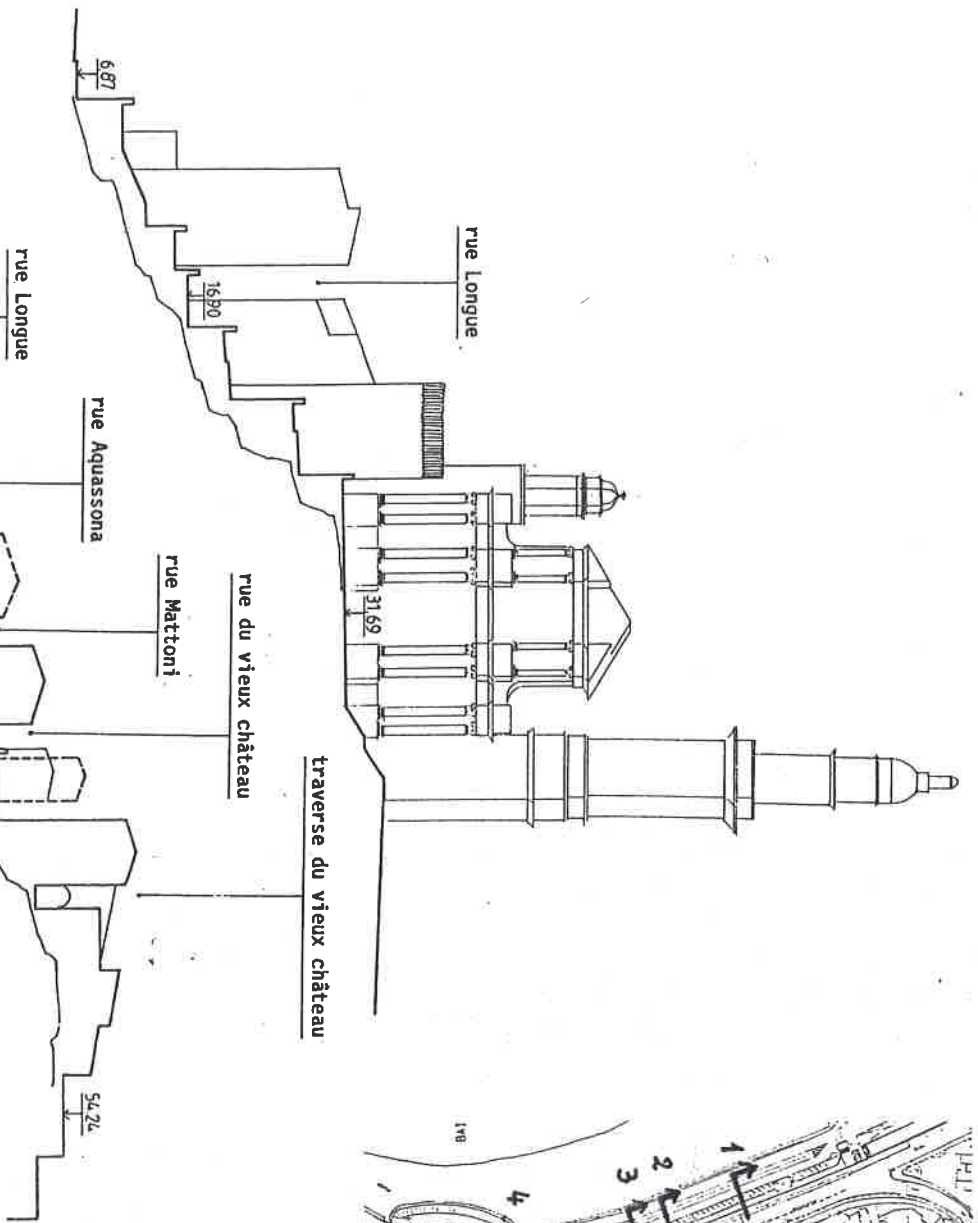 6.87
rue Longue
16.90
31.69
rue Longue
rue Aquassona
rue Mattoni
rue du vieux château
traverse du vieux château
54.24
BAI
1
2
3
4